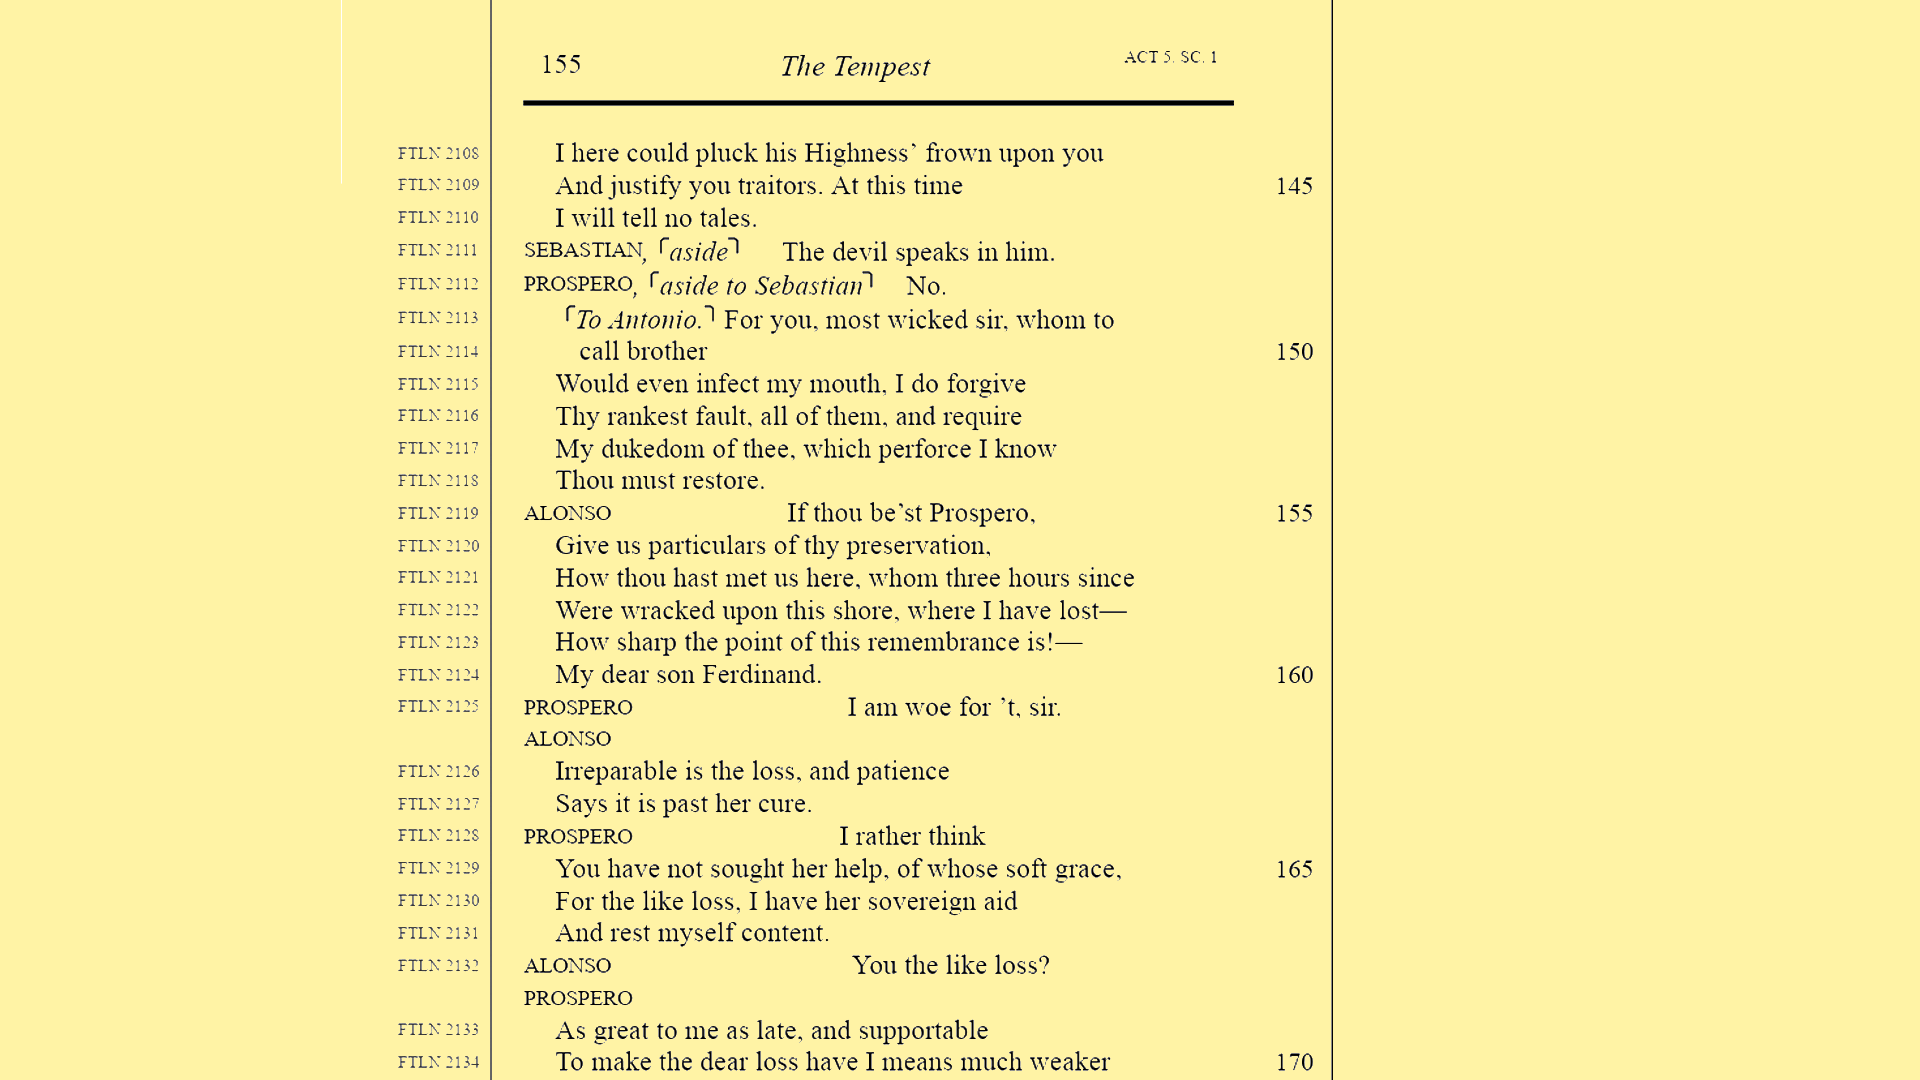 155 The Tempest ACT 5. SC. 1
FTLN 2108 I here could pluck his Highness’ frown upon you
FTLN 2109 And justify you traitors. At this time 145
FTLN 2110 I will tell no tales.
FTLN 2111 SEBASTIAN, ⌜aside⌝ The devil speaks in him.
FTLN 2112 PROSPERO, ⌜aside to Sebastian⌝ No.
FTLN 2113 ⌜To Antonio.⌝ For you, most wicked sir, whom to
FTLN 2114 call brother 150
FTLN 2115 Would even infect my mouth, I do forgive
FTLN 2116 Thy rankest fault, all of them, and require
FTLN 2117 My dukedom of thee, which perforce I know
FTLN 2118 Thou must restore.
FTLN 2119 ALONSO If thou be’st Prospero, 155
FTLN 2120 Give us particulars of thy preservation,
FTLN 2121 How thou hast met us here, whom three hours since
FTLN 2122 Were wracked upon this shore, where I have lost—
FTLN 2123 How sharp the point of this remembrance is!—
FTLN 2124 My dear son Ferdinand. 160
FTLN 2125 PROSPERO I am woe for ’t, sir.
ALONSO
FTLN 2126 Irreparable is the loss, and patience
FTLN 2127 Says it is past her cure.
FTLN 2128 PROSPERO I rather think
FTLN 2129 You have not sought her help, of whose soft grace, 165
FTLN 2130 For the like loss, I have her sovereign aid
FTLN 2131 And rest myself content.
FTLN 2132 ALONSO You the like loss?
PROSPERO
FTLN 2133 As great to me as late, and supportable
FTLN 2134 To make the dear loss have I means much weaker 170